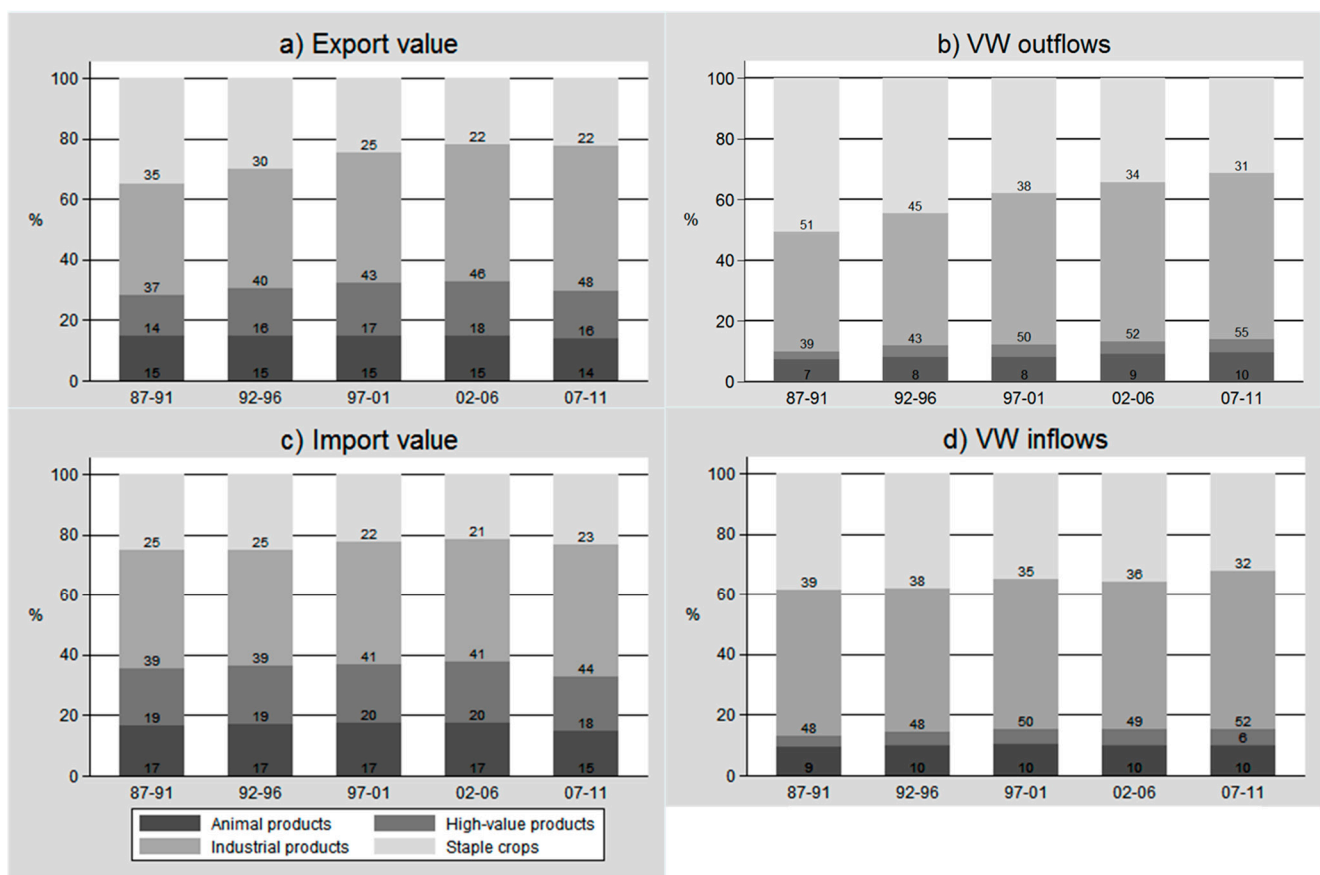 a) Export value
100
80
60
%
40
20
0
35 30 25 22 22
37 40 43 46 48
14 16 17 18 16
15 15 15 15 14
87-91 92-96 97-01 02-06 07-11
b) VW outflows
100
80
60
%
40
20
0
51 45 38 34 31
39 43 50 52 55
7 8 8 9 10
87-91 92-96 97-01 02-06 07-11
c) Import value
100
80
60
%
40
20
0
25 25 22 21 23
39 39 41 41 44
19 19 20 20 18
17 17 17 17 15
87-91 92-96 97-01 02-06 07-11
Animal products High-value products
Industrial products Staple crops
d) VW inflows
100
80
60
%
40
20
0
39 38 35 36 32
48 48 50 49 52
6
9 10 10 10 10
87-91 92-96 97-01 02-06 07-11